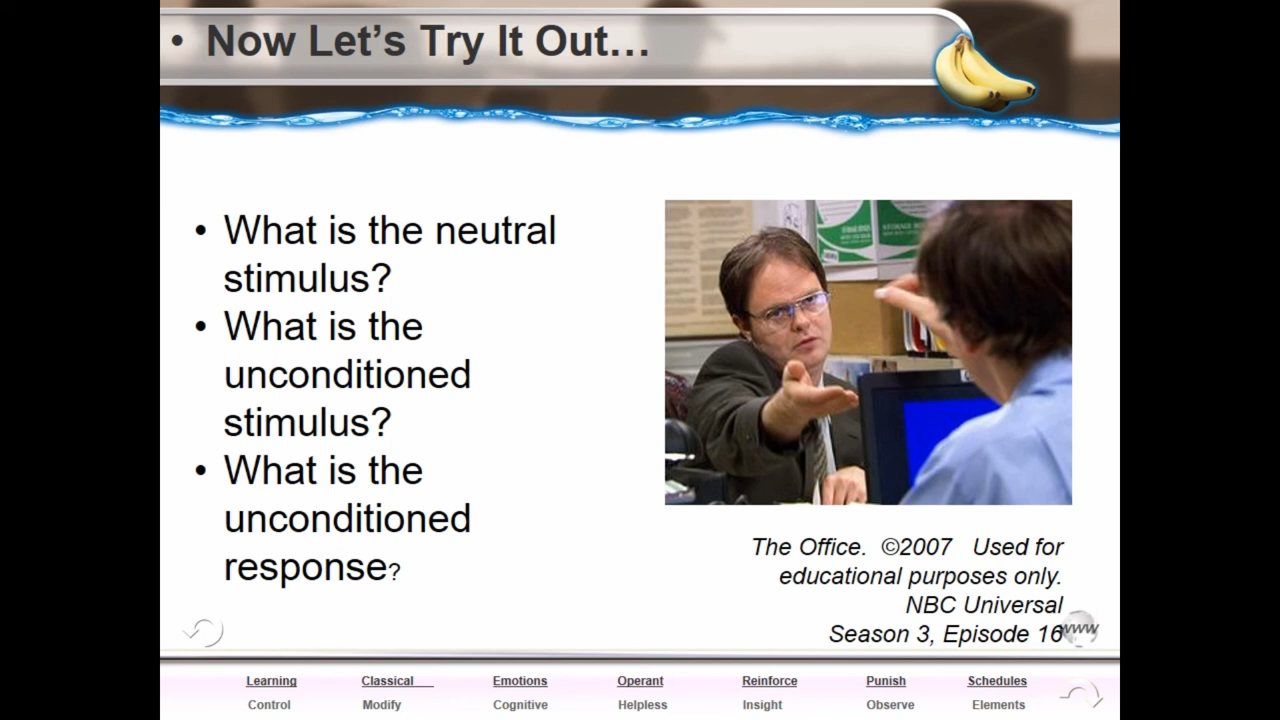 • Now Let's Try It Out…
• What is the neutral
stimulus?
• What is the
unconditioned
stimulus?
• What is the
unconditioned
response?
STORAGE
The Office. ©2007 Used for
educational purposes only.
NBC Universal
Season 3, Episode 16
www
Learning Classical Emotions Operant Reinforce Punish Schedules
Control Modify Cognitive Helpless Insight Observe Elements